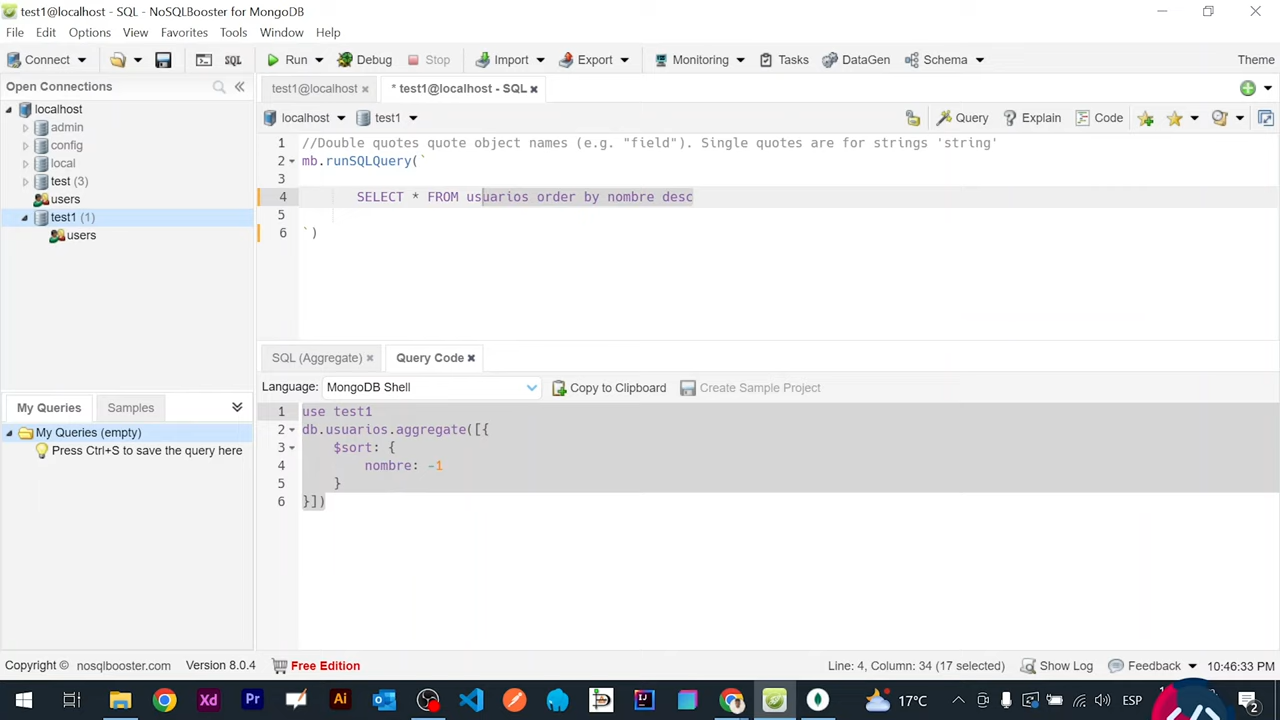 test1@localhost - SQL - NoSQLBooster for MongoDB
File Edit Options View Favorites Tools Window Help
Connect SQL Run Debug Stop Import Export Monitoring Tasks DataGen Schema Theme
Open Connections
test1@localhost
* test1@localhost - SQL
localhost
admin
config
local
test (3)
users
test1 (1)
users
localhost test1 Query Explain Code
1 //Double quotes quote object names (e.g. "field"). Single quotes are for strings 'string'
2 mb.runSQLQuery(`
3
4 SELECT * FROM usuarios order by nombre desc
5
6 `)
SQL (Aggregate) Query Code
Language: MongoDB Shell Copy to Clipboard Create Sample Project
1 use test1
2 db.usuarios.aggregate([{
3 $sort: {
4 nombre: -1
5 }
6 }])
My Queries Samples
My Queries (empty)
Press Ctrl+S to save the query here
Copyright © nosqlbooster.com Version 8.0.4 Free Edition Line: 4, Column: 34 (17 selected) Show Log Feedback 10:46:33 PM
Xd Pr Ai 17°C ESP 2